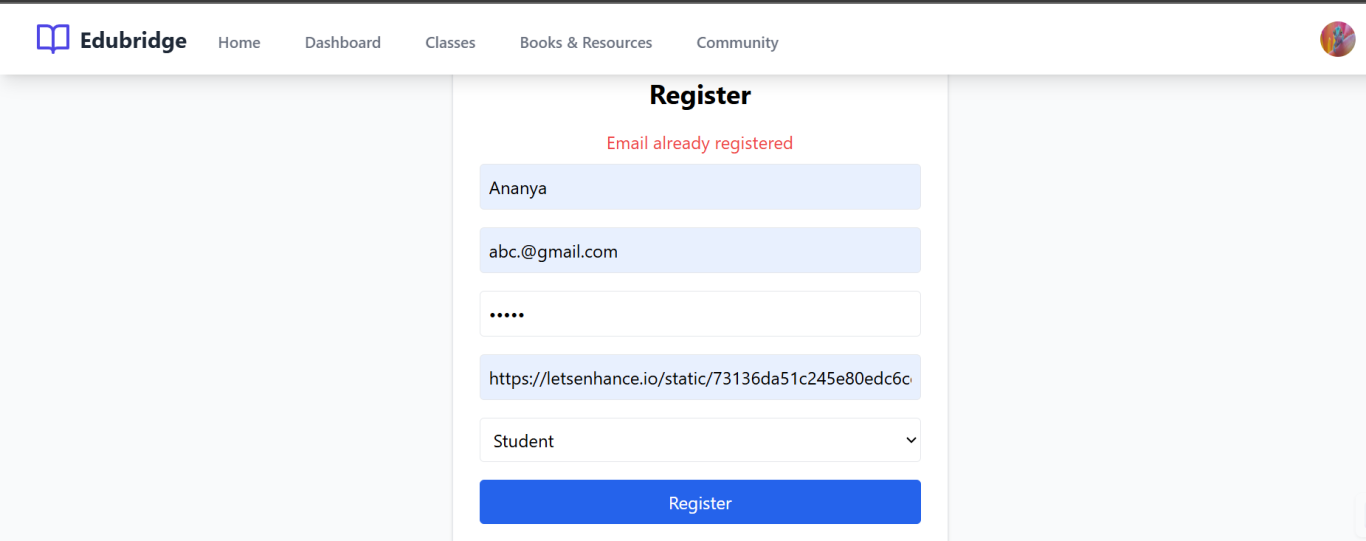 Edubridge Home Dashboard Classes Books & Resources Community
Register
Email already registered
Ananya
abc.@gmail.com
•••••
https://letsenhance.io/static/73136da51c245e80edc6c
Student
Register